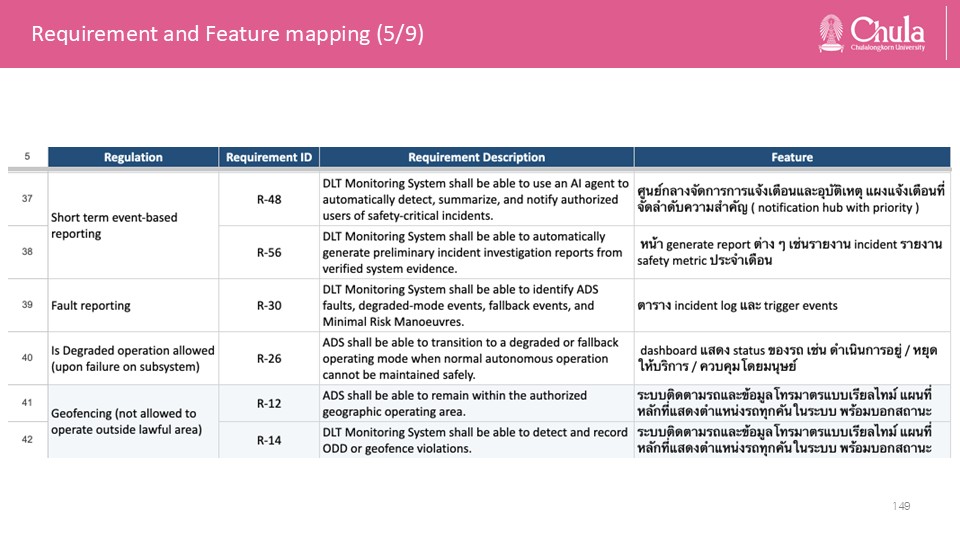 Requirement and Feature mapping (5/9)
Chula
Chulalongkorn University
5 Regulation Requirement ID Requirement Description Feature
37 Short term event-based reporting R-48 DLT Monitoring System shall be able to use an AI agent to
automatically detect, summarize, and notify authorized
users of safety-critical incidents.
ศูนย์กลางจัดการการแจ้งเตือนและอุบัติเหตุ แผงแจ้งเตือนที่
จัดลำดับความสำคัญ ( notification hub with priority )
38 R-56 DLT Monitoring System shall be able to automatically
generate preliminary incident investigation reports from
verified system evidence.
หน้า generate report ต่าง ๆ เช่นรายงาน incident รายงาน
safety metric ประจำเดือน
39 Fault reporting R-30 DLT Monitoring System shall be able to identify ADS
faults, degraded-mode events, fallback events, and
Minimal Risk Manoeuvres.
ตาราง incident log และ trigger events
40 Is Degraded operation allowed
(upon failure on subsystem)
R-26 ADS shall be able to transition to a degraded or fallback
operating mode when normal autonomous operation
cannot be maintained safely.
dashboard แสดง status ของรถ เช่น ดำเนินการอยู่ / หยุด
ให้บริการ / ควบคุมโดยมนุษย์
41 Geofencing (not allowed to
operate outside lawful area)
R-12 ADS shall be able to remain within the authorized
geographic operating area.
ระบบติดตามรถและข้อมูลโทรมาตรแบบเรียลไทม์ แผนที่
หลักที่แสดงตำแหน่งรถทุกคันในระบบ พร้อมบอกสถานะ
42 R-14 DLT Monitoring System shall be able to detect and record
ODD or geofence violations.
ระบบติดตามรถและข้อมูลโทรมาตรแบบเรียลไทม์ แผนที่
หลักที่แสดงตำแหน่งรถทุกคันในระบบ พร้อมบอกสถานะ
149